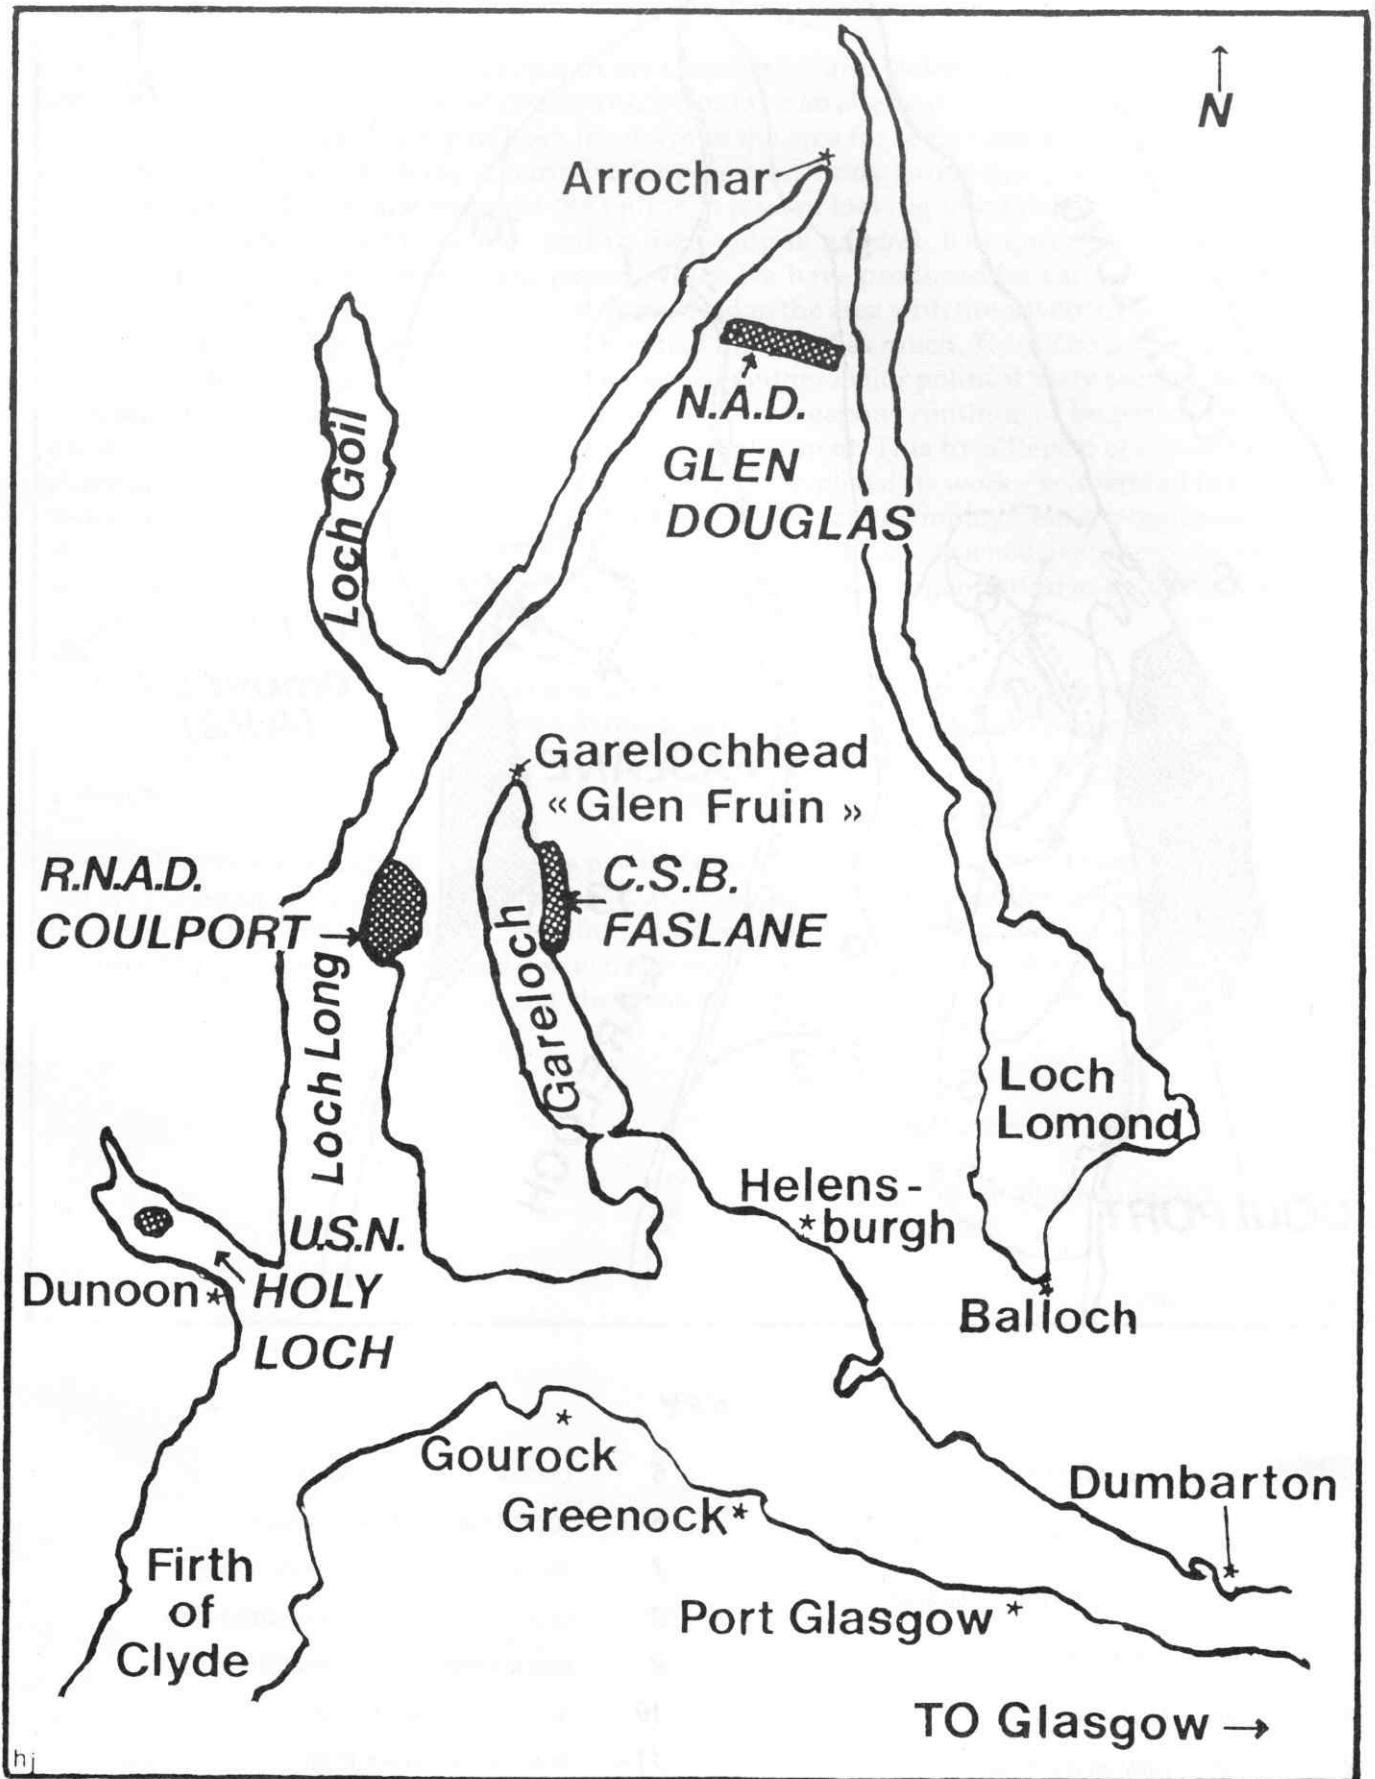 N
Arrochar
N.A.D.
GLEN
DOUGLAS
Loch Goil
Garelochhead
«Glen Fruin»
R.N.A.D.
COULPORT
C.S.B.
FASLANE
Gareloch
Loch Long
Loch
Lomond
Helens-
burgh
U.S.N.
HOLY
LOCH
Dunoon
Balloch
Gourock
Greenock
Dumbarton
Firth
of
Clyde
Port Glasgow
TO Glasgow →
hj